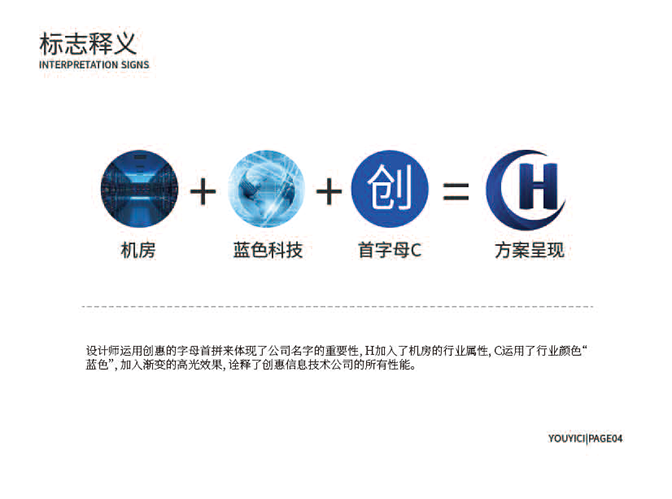 标志释义
INTERPRETATION SIGNS
创
H
机房
蓝色科技
首字母C
方案呈现
设计师运用创惠的字母首拼来体现了公司名字的重要性, H加入了机房的行业属性, C运用了行业颜色“
蓝色”, 加入渐变的高光效果, 诠释了创惠信息技术公司的所有性能。
YOUYICI|PAGE04